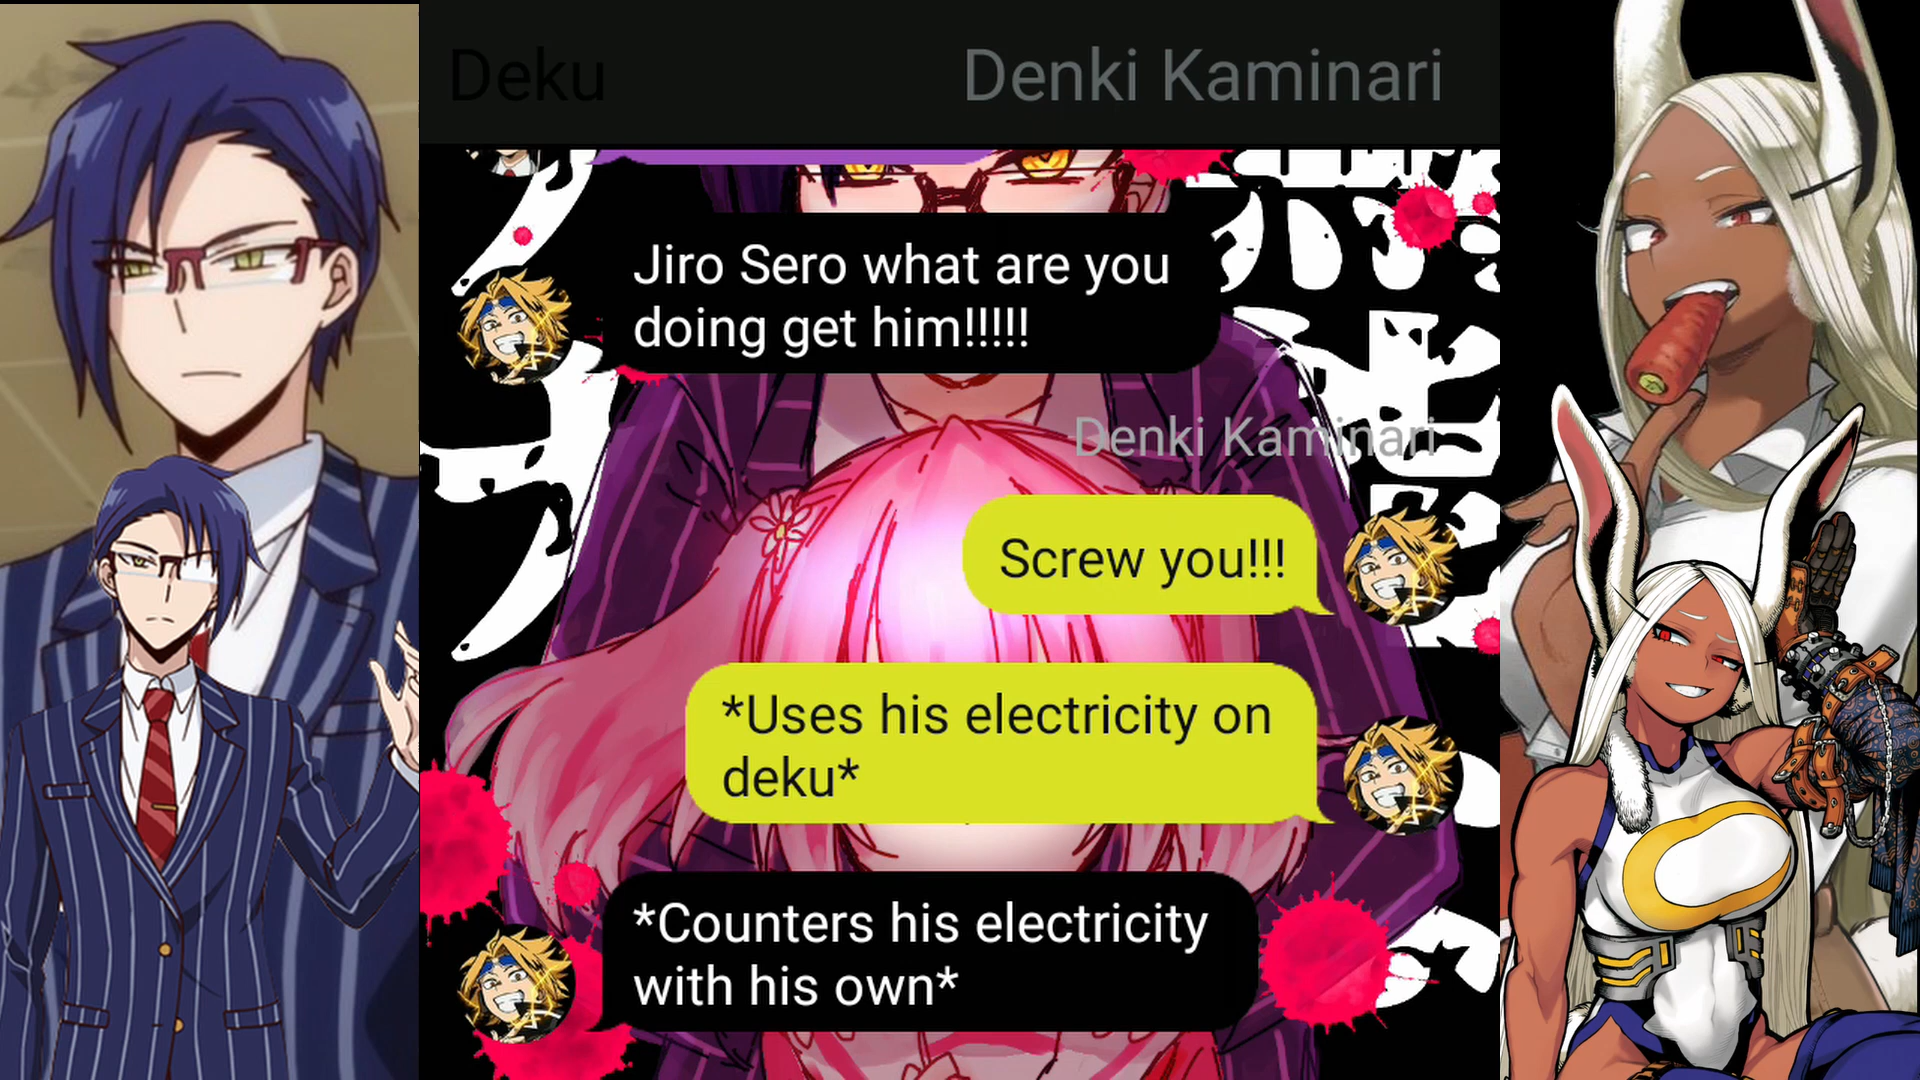 Deku
Denki Kaminari
Jiro Sero what are you
doing get him!!!!!
Denki Kaminari
Screw you!!!
*Uses his electricity on
deku*
*Counters his electricity
with his own*